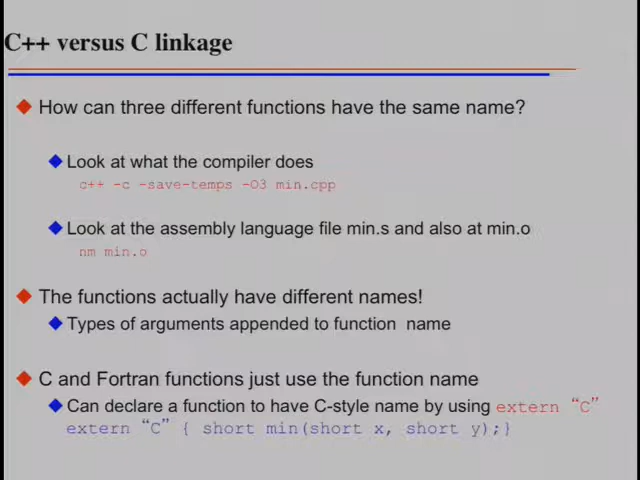 C++ versus C linkage
How can three different functions have the same name?
Look at what the compiler does
c++ -c -save-temps -O3 min.cpp
Look at the assembly language file min.s and also at min.o
nm min.o
The functions actually have different names!
Types of arguments appended to function name
C and Fortran functions just use the function name
Can declare a function to have C-style name by using extern “C”
extern “C” { short min(short x, short y);}